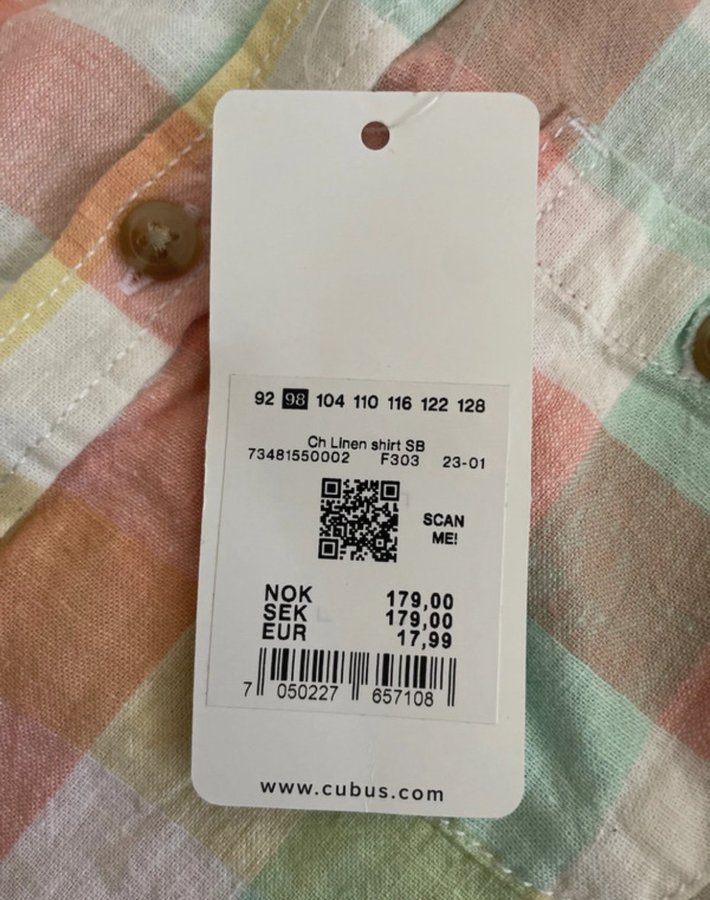 92 98 104 110 116 122 128
Ch Linen shirt SB
73481550002 F303 23-01
SCAN
ME!
NOK 179,00
SEK 179,00
EUR 17,99
7 050227 657108
www.cubus.com